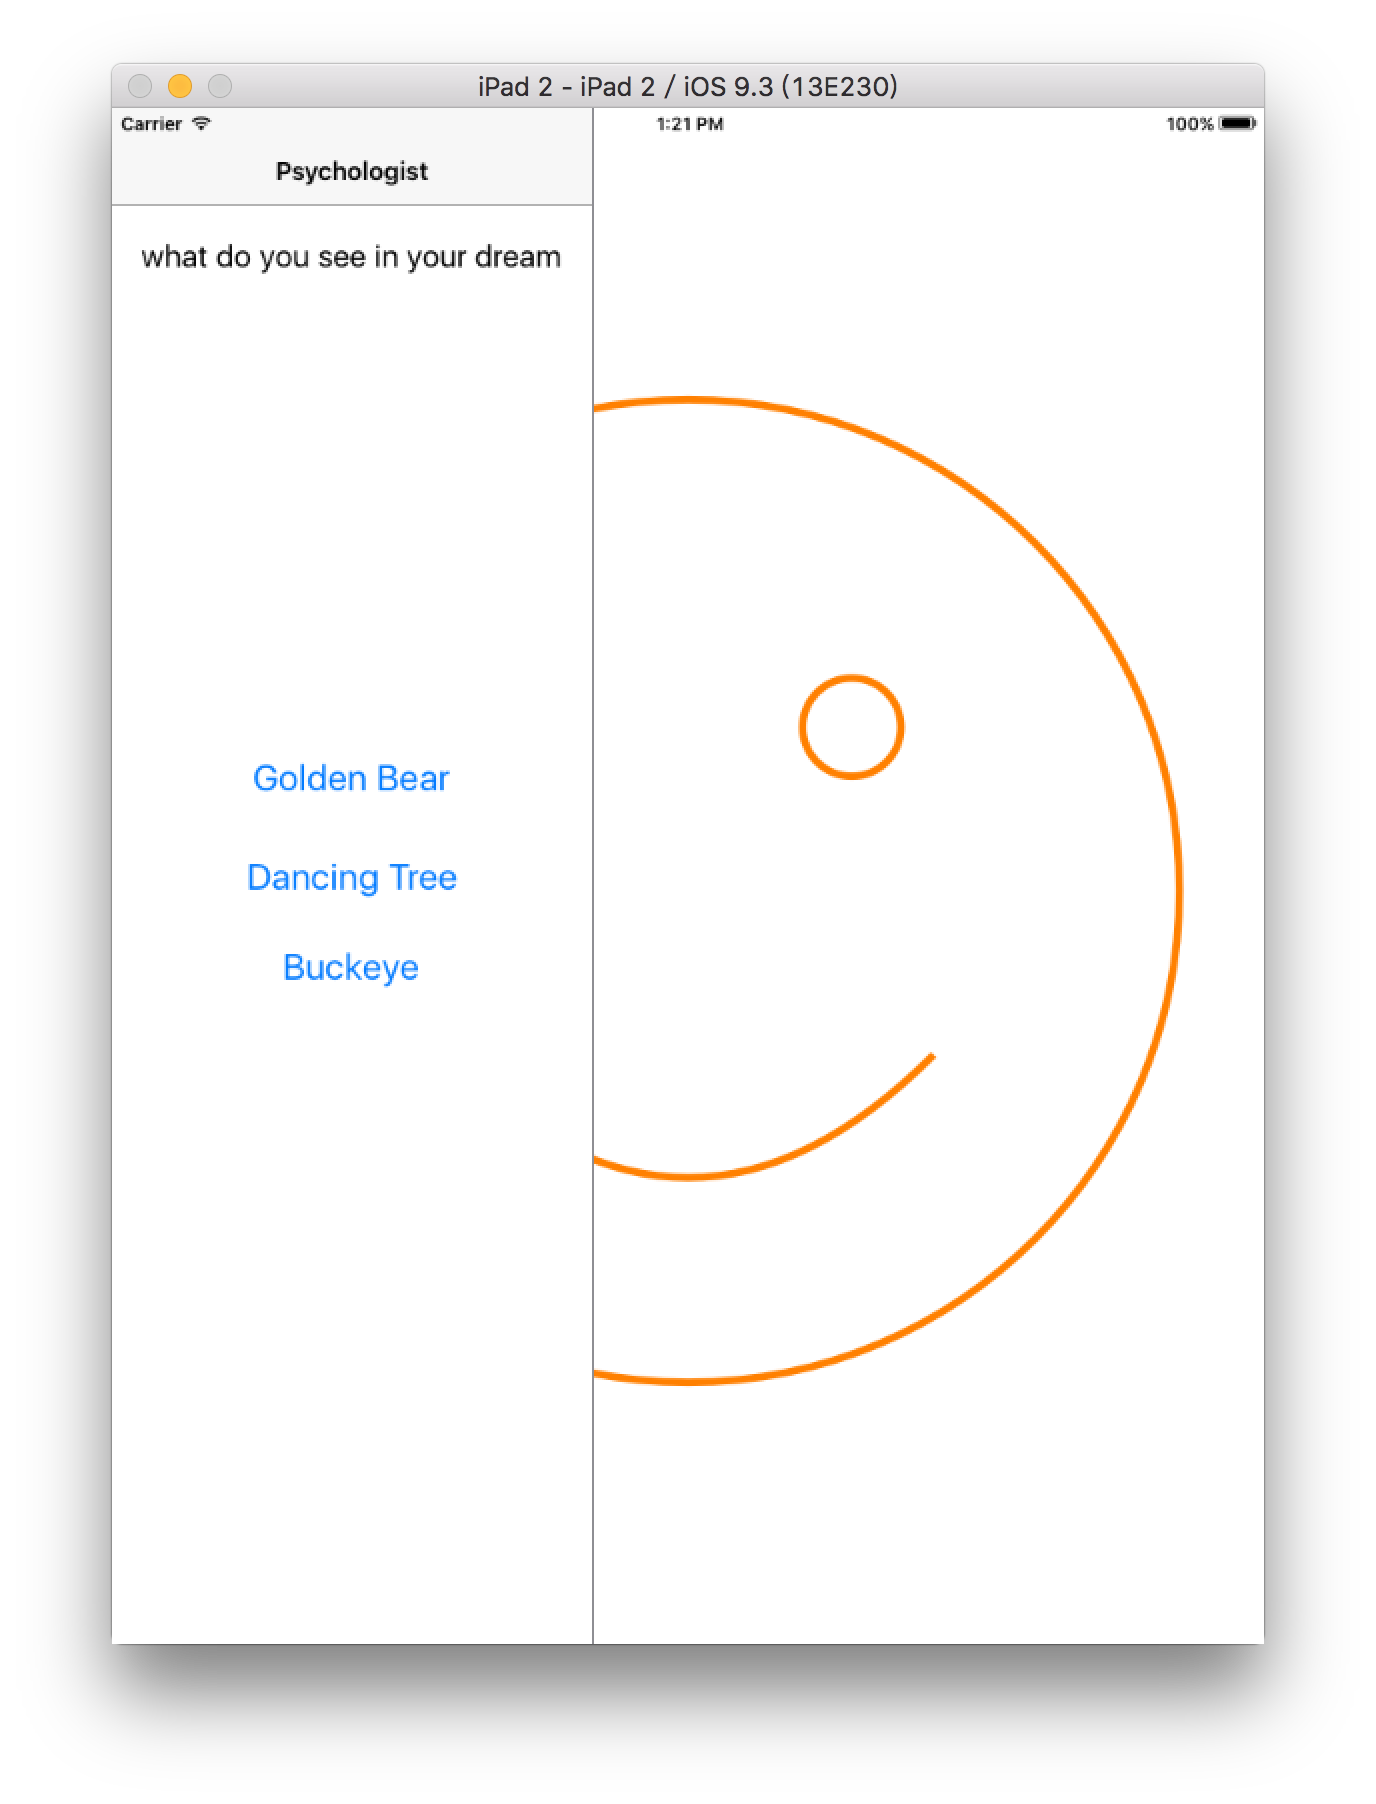 iPad 2 - iPad 2 / iOS 9.3 (13E230)
Carrier 1:21 PM 100%
Psychologist
what do you see in your dream
Golden Bear
Dancing Tree
Buckeye